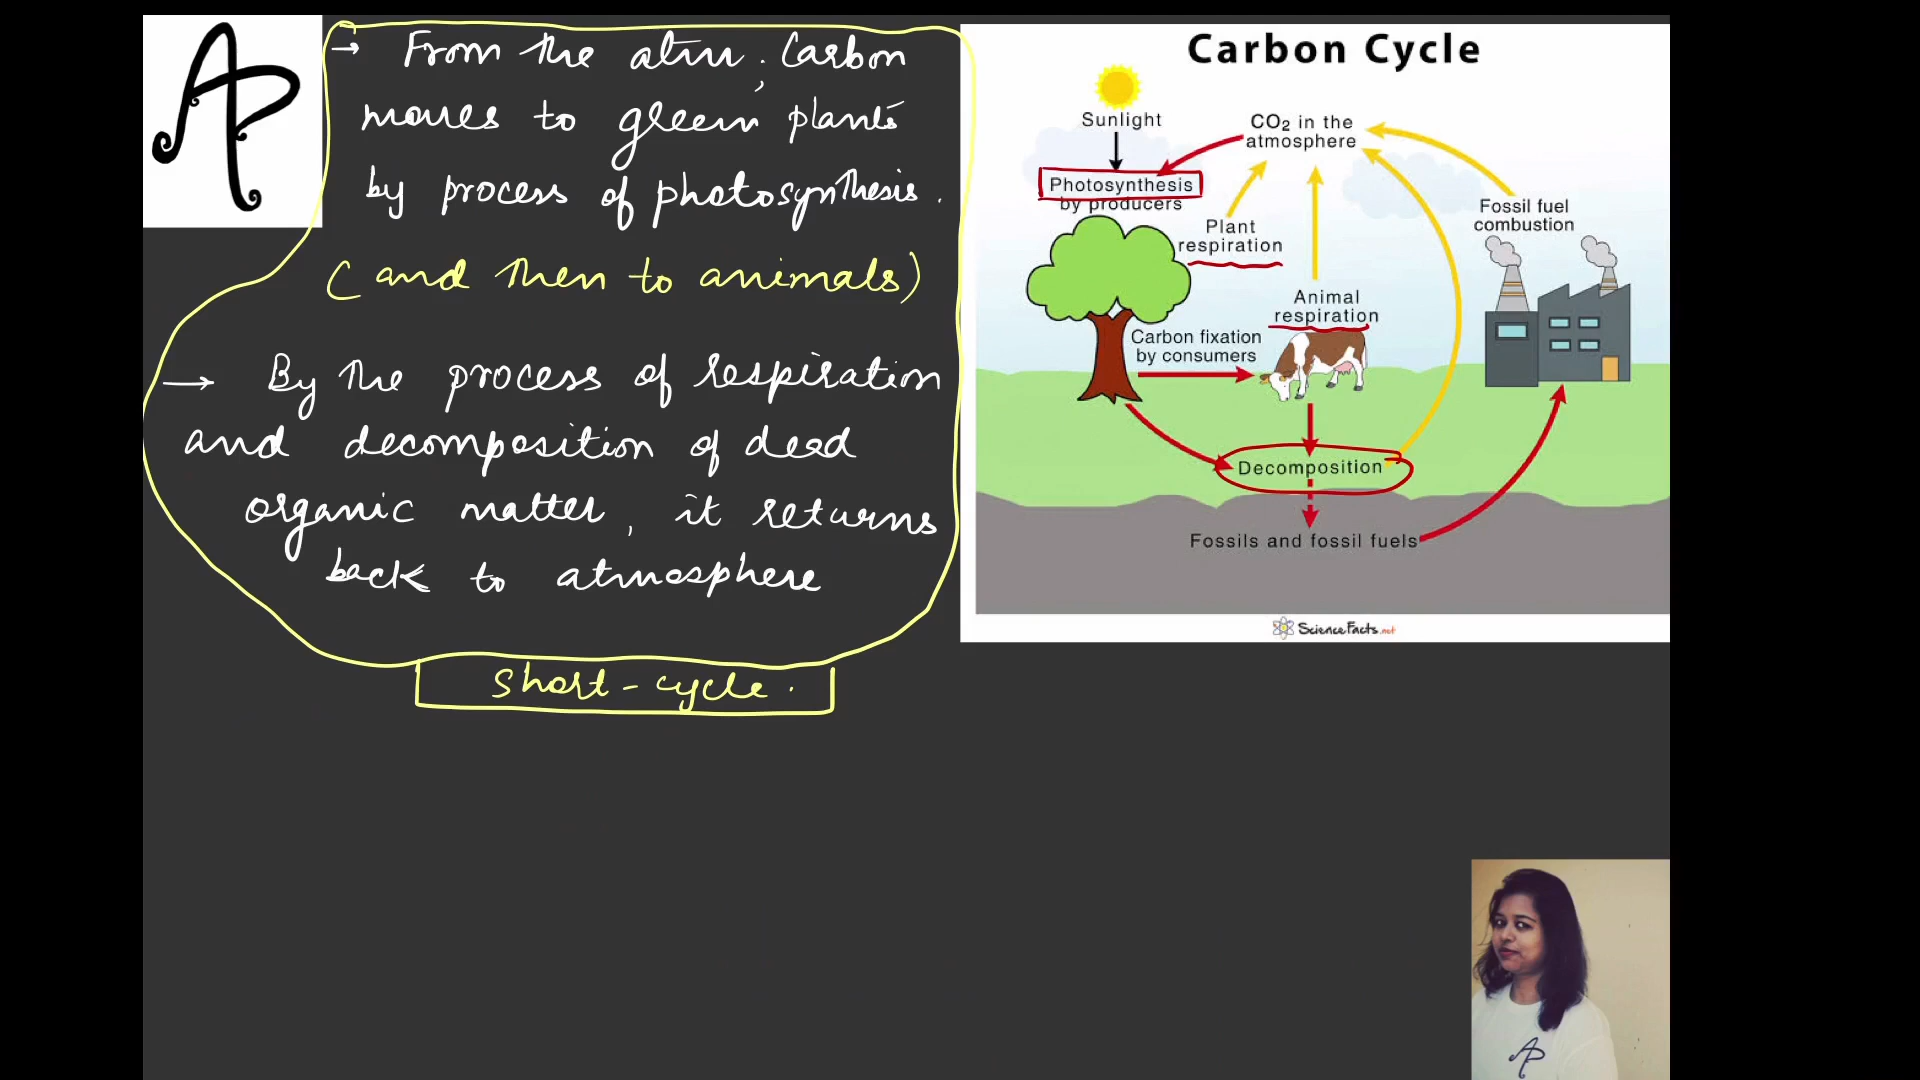 AP
→ From the atm, Carbon
moves to green plants
by process of photosynthesis.
(and then to animals)
→ By the process of respiration
and decomposition of dead
organic matter, it returns
back to atmosphere
Short-cycle.
Carbon Cycle
Sunlight
CO₂ in the
atmosphere
Photosynthesis
by producers
Plant
respiration
Fossil fuel
combustion
Animal
respiration
Carbon fixation
by consumers
Decomposition
Fossils and fossil fuels
ScienceFacts.net
AP